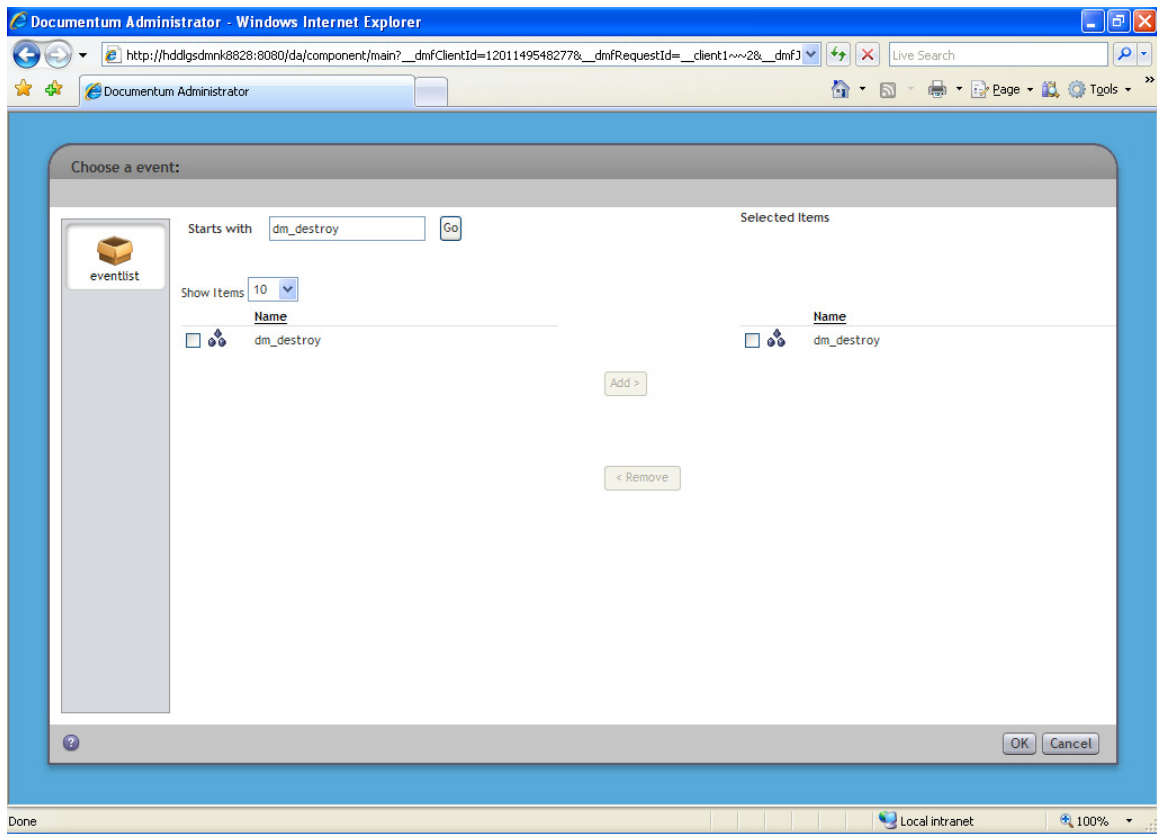 Documentum Administrator - Windows Internet Explorer
http://hddlgsdmnk8828:8080/da/component/main?__dmfClientId=1201149548277&__dmfRequestId=__client1~~2&__dmfJ
Live Search
Documentum Administrator
Page
Tools
»
Choose a event:
eventlist
Starts with dm_destroy Go
Selected Items
Show Items 10
Name
Name
dm_destroy
dm_destroy
Add >
< Remove
?
OK Cancel
Done
Local intranet
100%